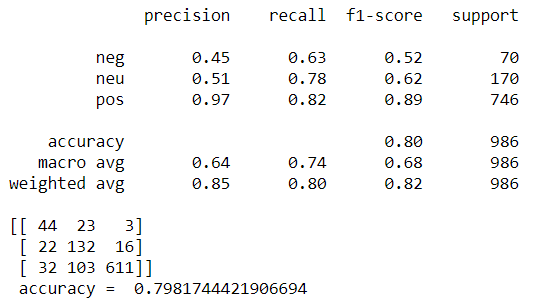 precision recall f1-score support
neg 0.45 0.63 0.52 70
neu 0.51 0.78 0.62 170
pos 0.97 0.82 0.89 746
accuracy 0.80 986
macro avg 0.64 0.74 0.68 986
weighted avg 0.85 0.80 0.82 986
[[ 44 23 3]
[ 22 132 16]
[ 32 103 611]]
accuracy = 0.7981744421906694